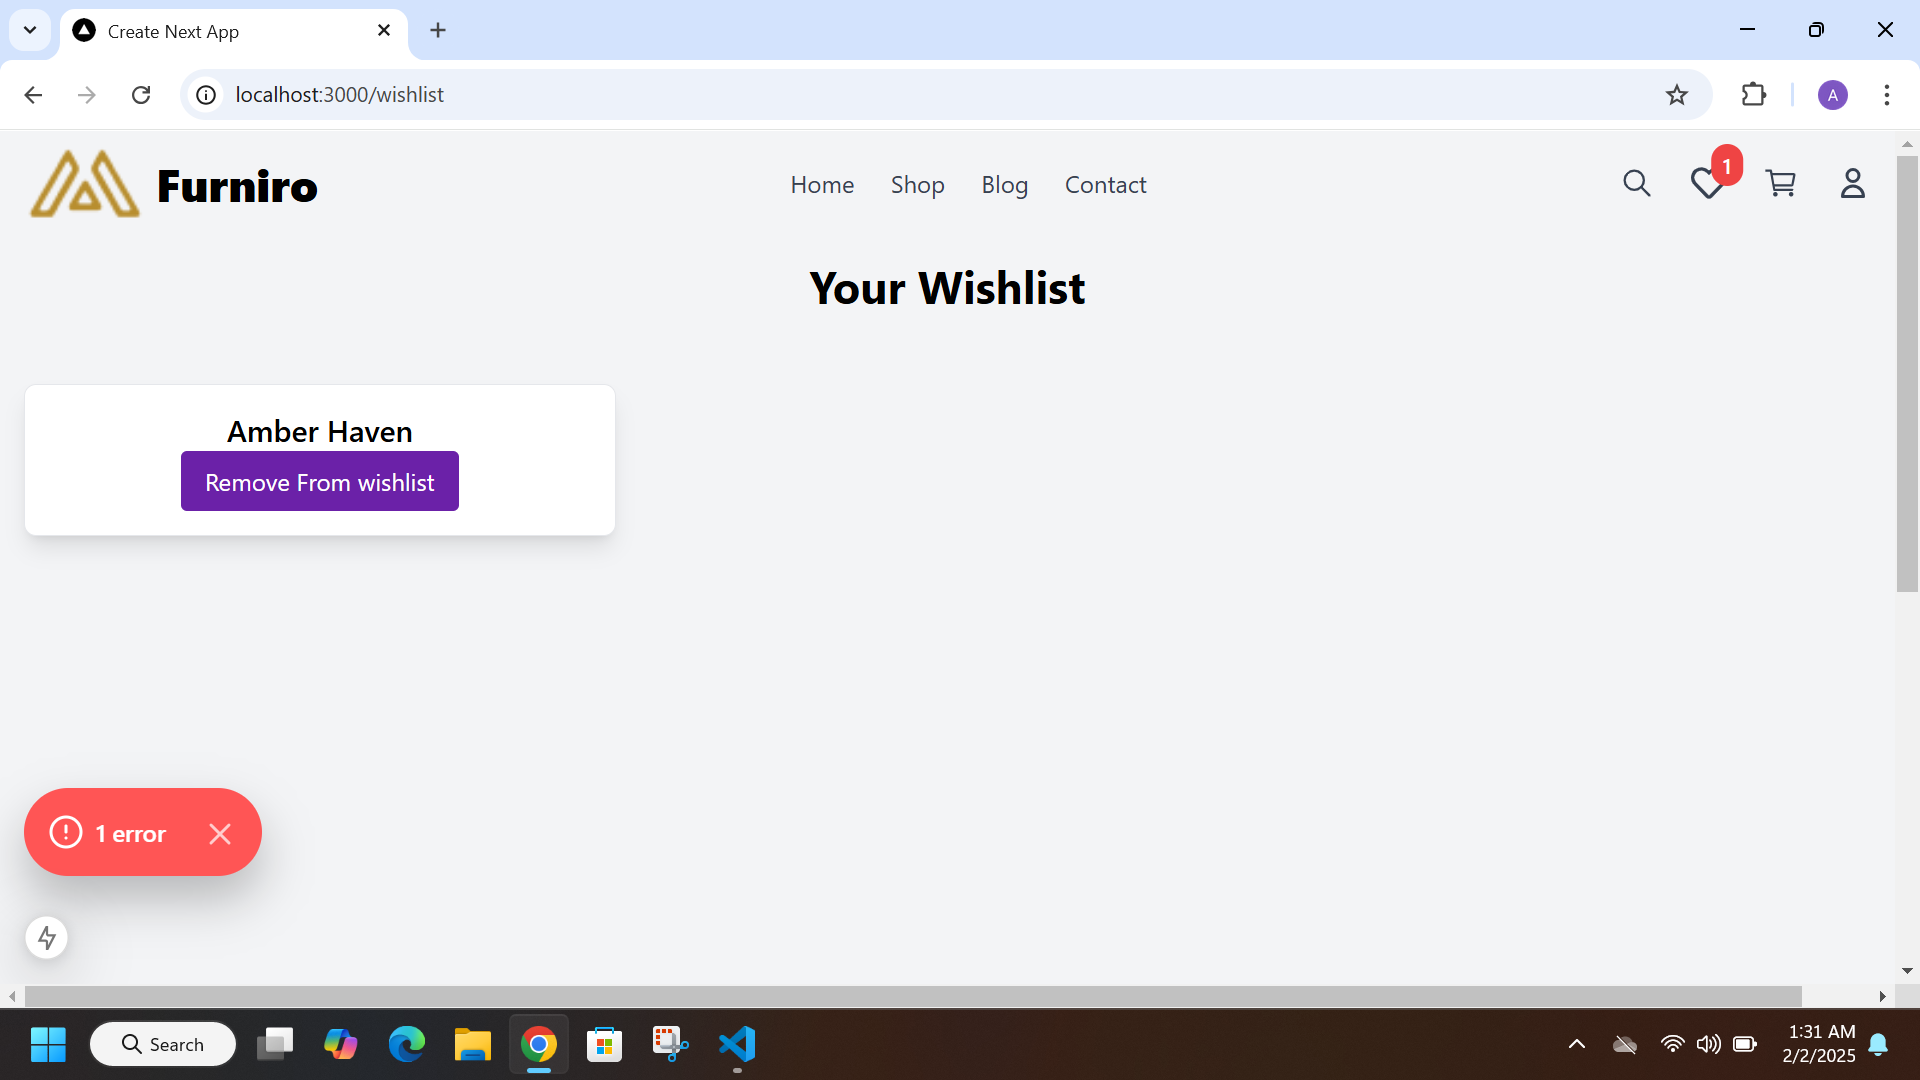 Create Next App
localhost:3000/wishlist
A
Furniro
Home Shop Blog Contact
1
Your Wishlist
Amber Haven
Remove From wishlist
1 error
Search
1:31 AM
2/2/2025